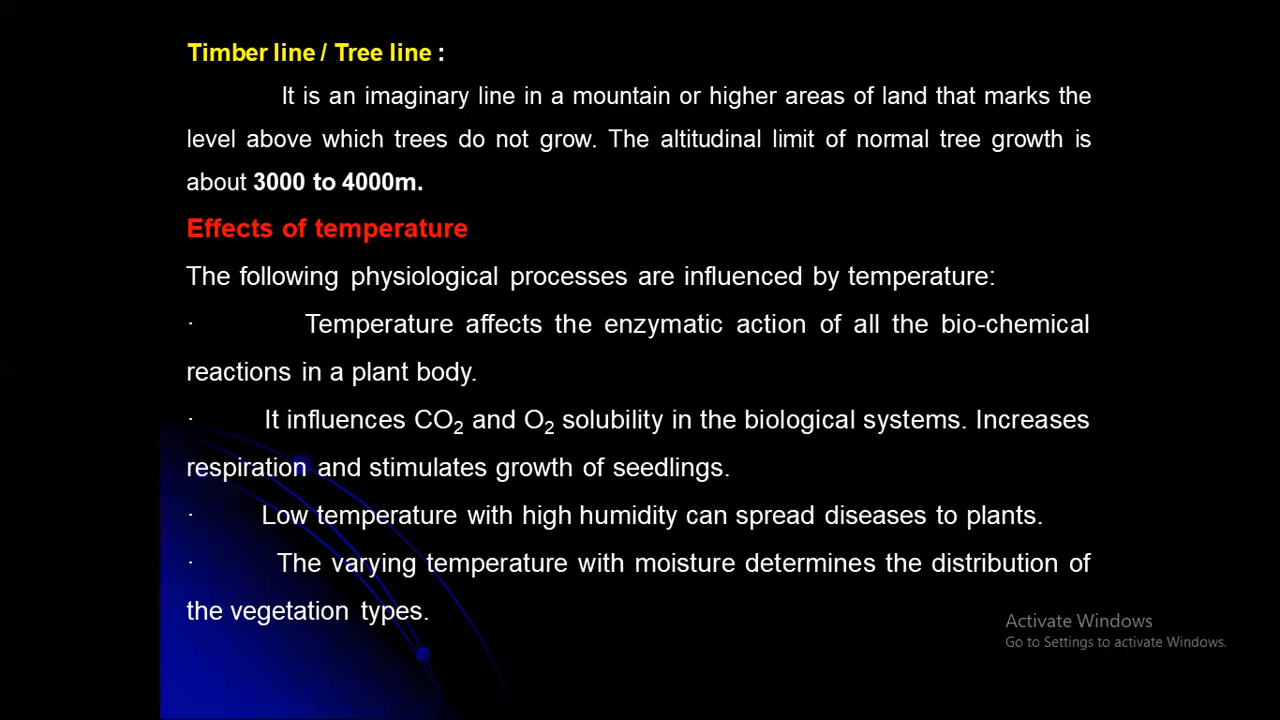 Timber line / Tree line :
It is an imaginary line in a mountain or higher areas of land that marks the
level above which trees do not grow. The altitudinal limit of normal tree growth is
about 3000 to 4000m.
Effects of temperature
The following physiological processes are influenced by temperature:
· Temperature affects the enzymatic action of all the bio-chemical
reactions in a plant body.
· It influences CO₂ and O₂ solubility in the biological systems. Increases
respiration and stimulates growth of seedlings.
· Low temperature with high humidity can spread diseases to plants.
· The varying temperature with moisture determines the distribution of
the vegetation types.
Activate Windows
Go to Settings to activate Windows.